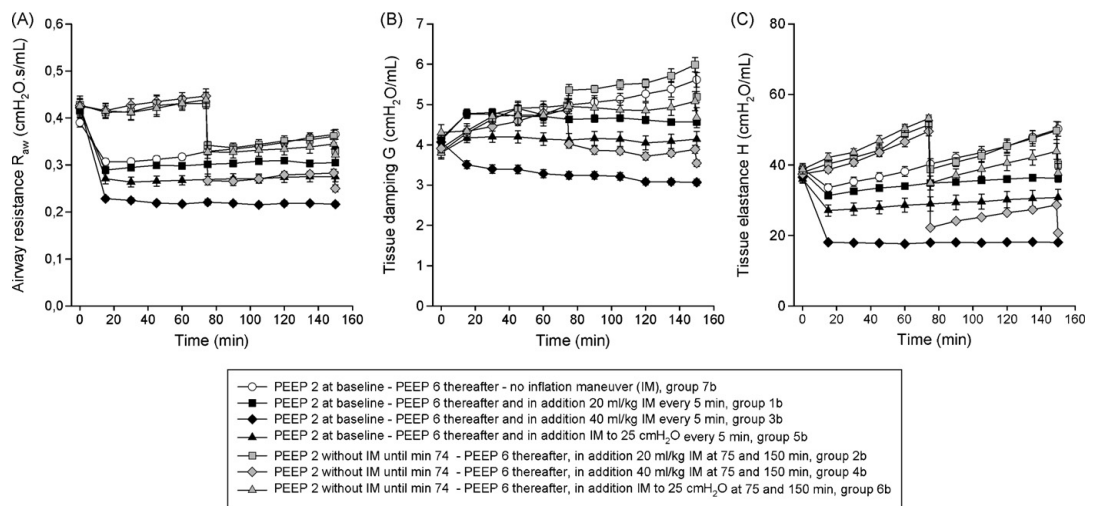 (A)
Airway resistance Raw (cmH2O.s/mL)
0,6
0,5
0,4
0,3
0,2
0,1
0,0
0 20 40 60 80 100 120 140 160
Time (min)
(B)
Tissue damping G (cmH2O/mL)
7
6
5
4
3
2
1
0
0 20 40 60 80 100 120 140 160
Time (min)
(C)
Tissue elastance H (cmH2O/mL)
80
60
40
20
0
0 20 40 60 80 100 120 140 160
Time (min)
PEEP 2 at baseline - PEEP 6 thereafter - no inflation maneuver (IM), group 7b
PEEP 2 at baseline - PEEP 6 thereafter and in addition 20 ml/kg IM every 5 min, group 1b
PEEP 2 at baseline - PEEP 6 thereafter and in addition 40 ml/kg IM every 5 min, group 3b
PEEP 2 at baseline - PEEP 6 thereafter and in addition IM to 25 cmH2O every 5 min, group 5b
PEEP 2 without IM until min 74 - PEEP 6 thereafter, in addition 20 ml/kg IM at 75 and 150 min, group 2b
PEEP 2 without IM until min 74 - PEEP 6 thereafter, in addition 40 ml/kg IM at 75 and 150 min, group 4b
PEEP 2 without IM until min 74 - PEEP 6 thereafter, in addition IM to 25 cmH2O at 75 and 150 min, group 6b